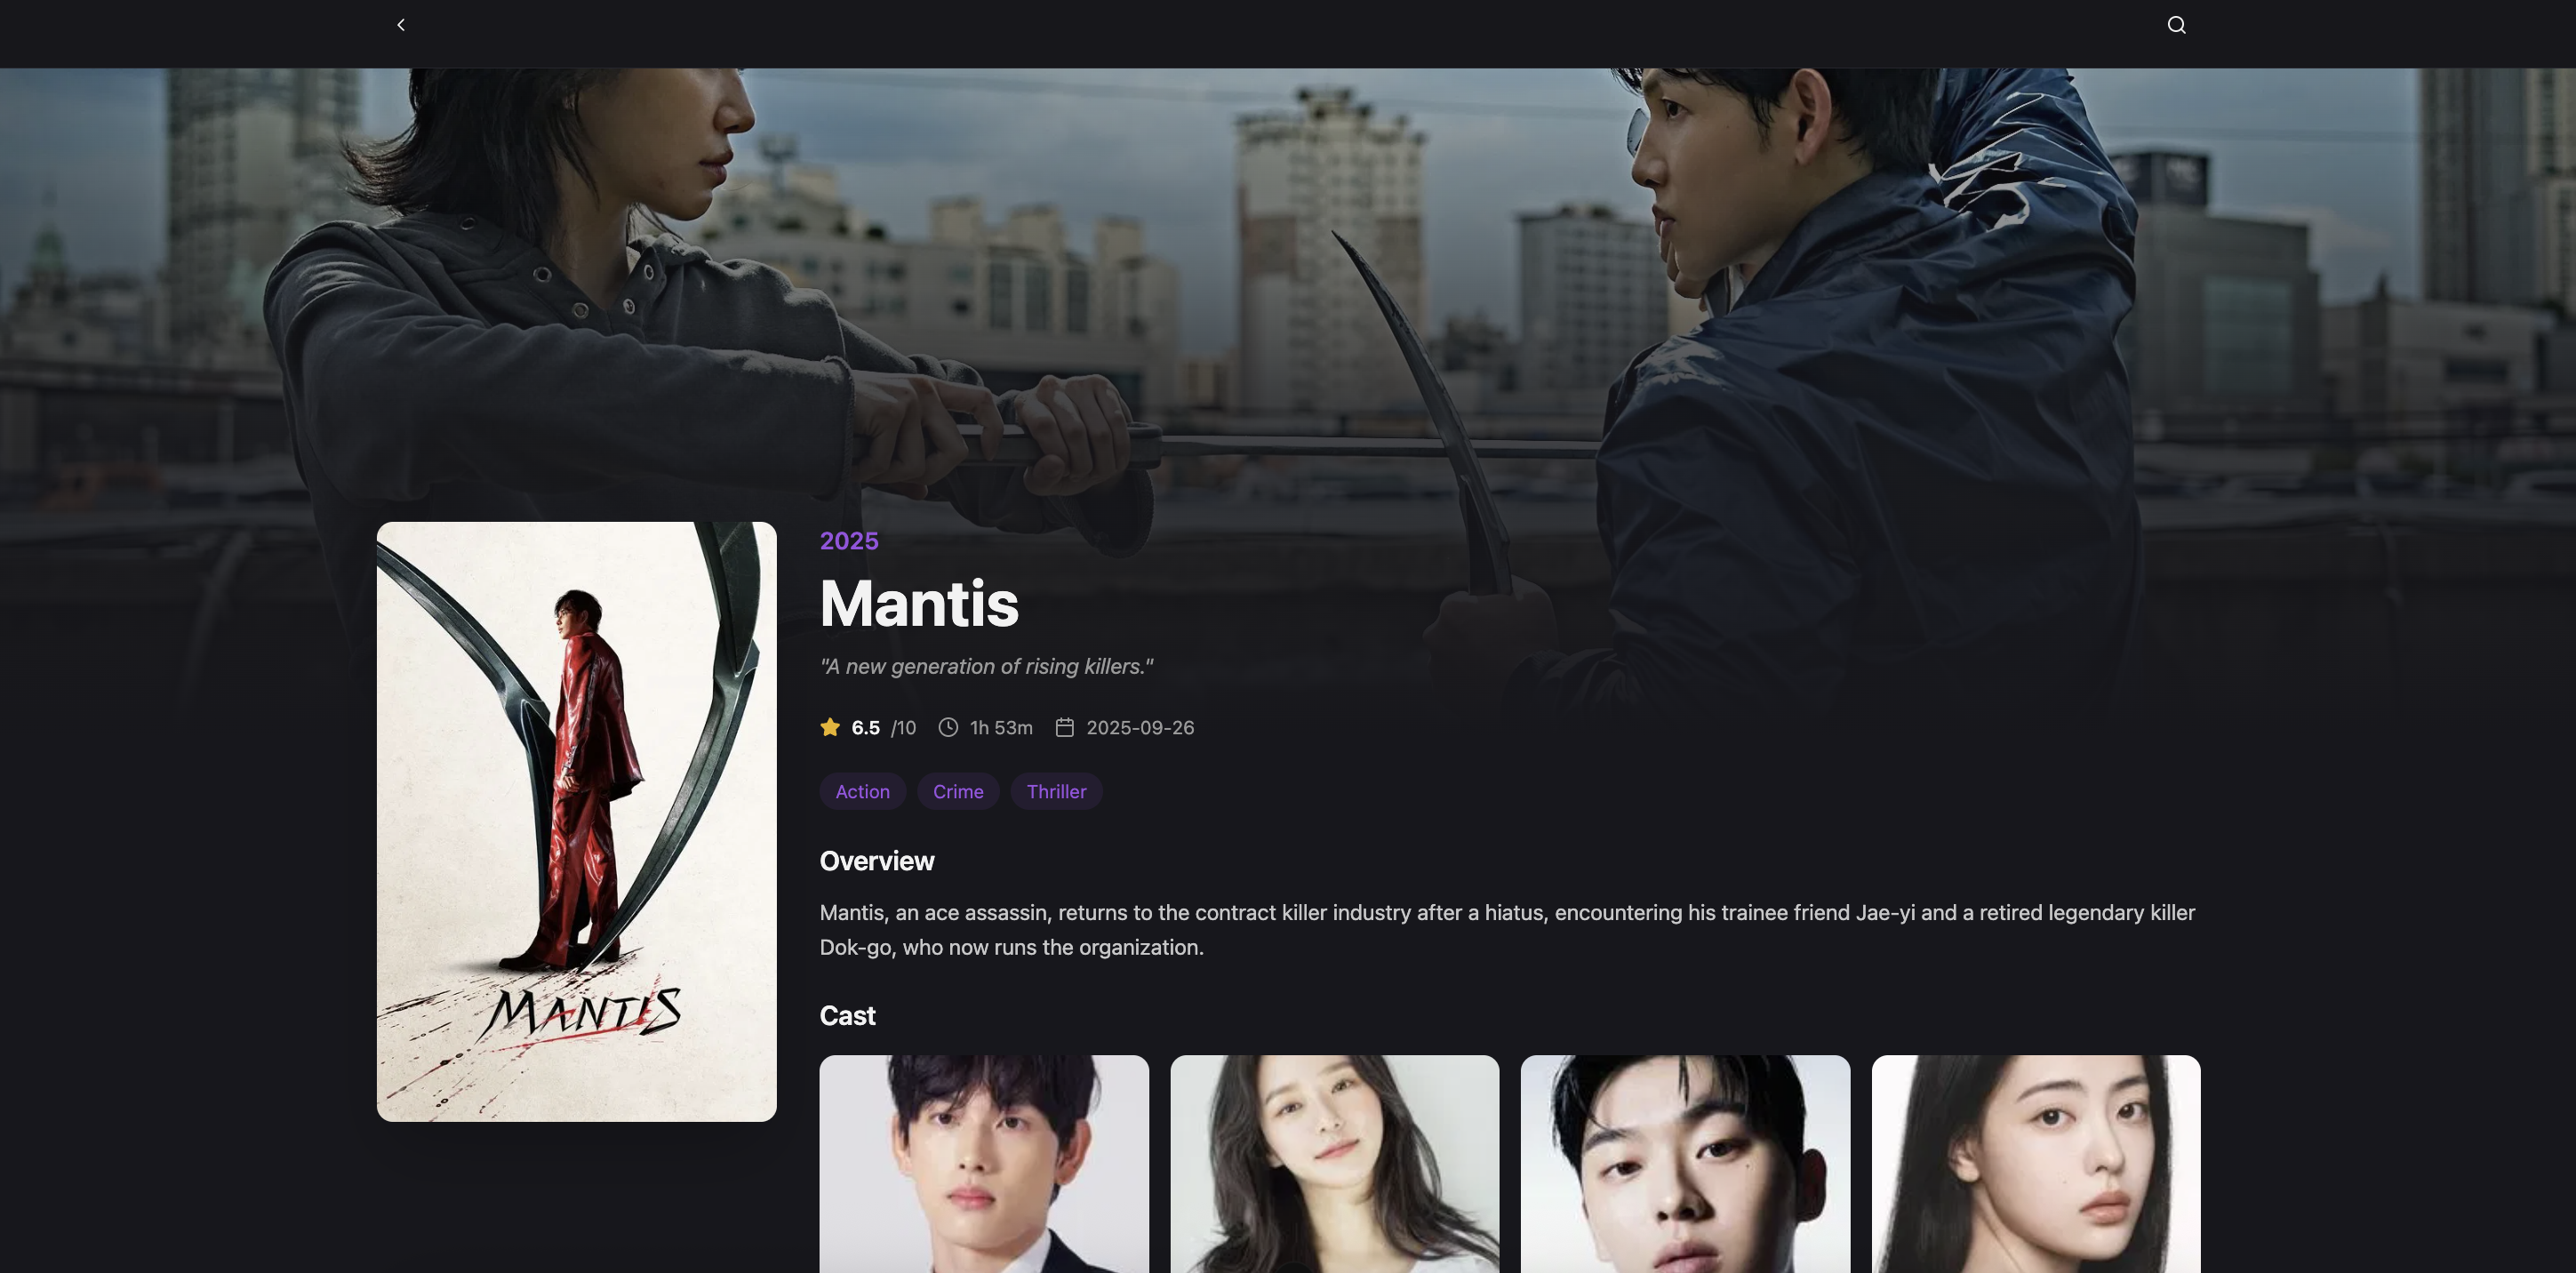 2025
Mantis
"A new generation of rising killers."
6.5 /10 1h 53m 2025-09-26
Action Crime Thriller
Overview
Mantis, an ace assassin, returns to the contract killer industry after a hiatus, encountering his trainee friend Jae-yi and a retired legendary killer
Dok-go, who now runs the organization.
MANTIS
Cast